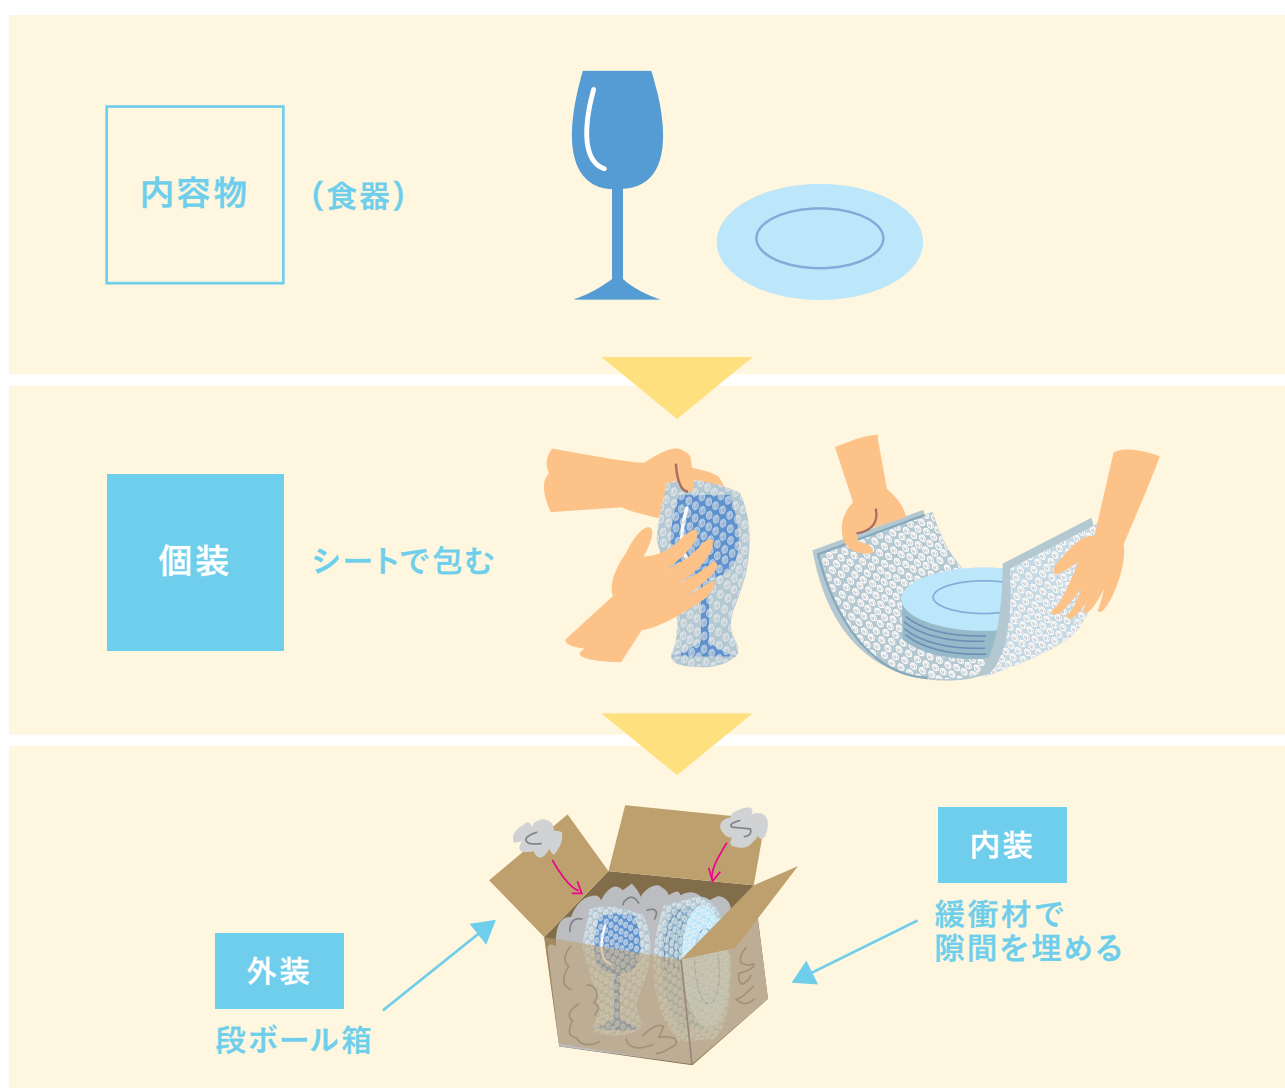 内容物
（食器）
個装
シートで包む
内装
緩衝材で
隙間を埋める
外装
段ボール箱